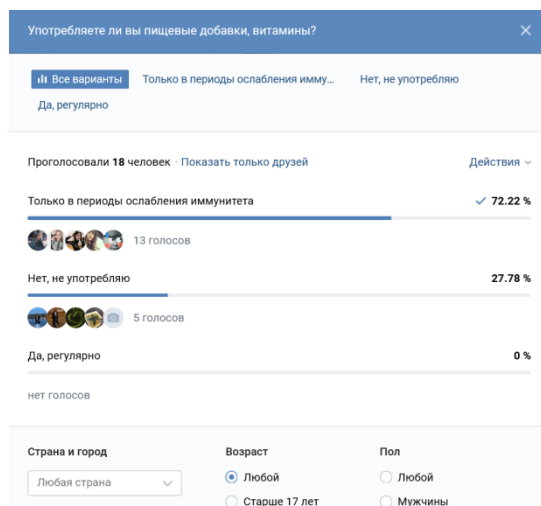 Употребляете ли вы пищевые добавки, витамины?
Все варианты Только в периоды ослабления имму... Нет, не употребляю
Да, регулярно
Проголосовали 18 человек · Показать только друзей Действия
Только в периоды ослабления иммунитета 72.22 %
13 голосов
Нет, не употребляю 27.78 %
5 голосов
Да, регулярно 0 %
нет голосов
Страна и город Возраст Пол
Любая страна Любой Любой
Старше 17 лет Мужчины